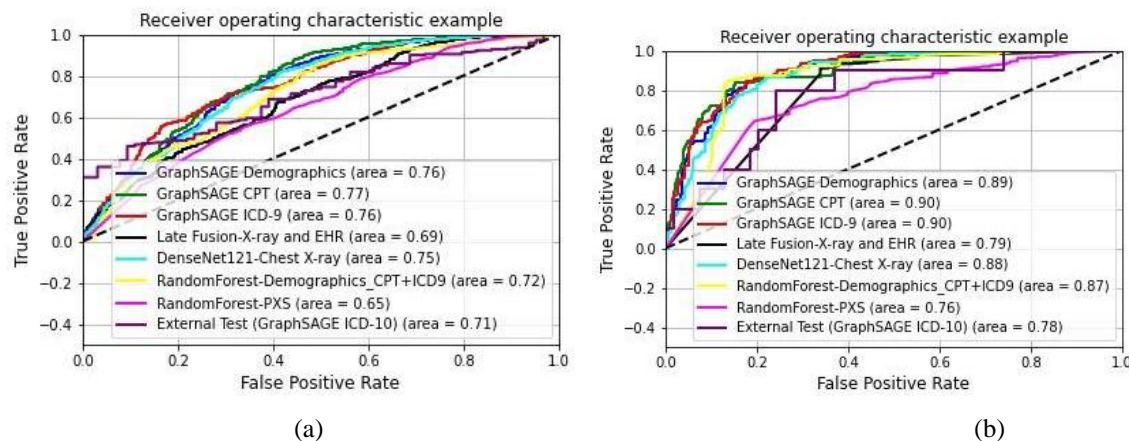 Receiver operating characteristic example
True Positive Rate
1.0
0.8
0.6
0.4
0.2
0.0
−0.2
−0.4
GraphSAGE Demographics (area = 0.76)
GraphSAGE CPT (area = 0.77)
GraphSAGE ICD-9 (area = 0.76)
Late Fusion-X-ray and EHR (area = 0.69)
DenseNet121-Chest X-ray (area = 0.75)
RandomForest-Demographics_CPT+ICD9 (area = 0.72)
RandomForest-PXS (area = 0.65)
External Test (GraphSAGE ICD-10) (area = 0.71)
0.0 0.2 0.4 0.6 0.8 1.0
False Positive Rate
(a)
Receiver operating characteristic example
True Positive Rate
1.0
0.8
0.6
0.4
0.2
0.0
−0.2
−0.4
GraphSAGE Demographics (area = 0.89)
GraphSAGE CPT (area = 0.90)
GraphSAGE ICD-9 (area = 0.90)
Late Fusion-X-ray and EHR (area = 0.79)
DenseNet121-Chest X-ray (area = 0.88)
RandomForest-Demographics_CPT+ICD9 (area = 0.87)
RandomForest-PXS (area = 0.76)
External Test (GraphSAGE ICD-10) (area = 0.78)
0.0 0.2 0.4 0.6 0.8 1.0
False Positive Rate
(b)